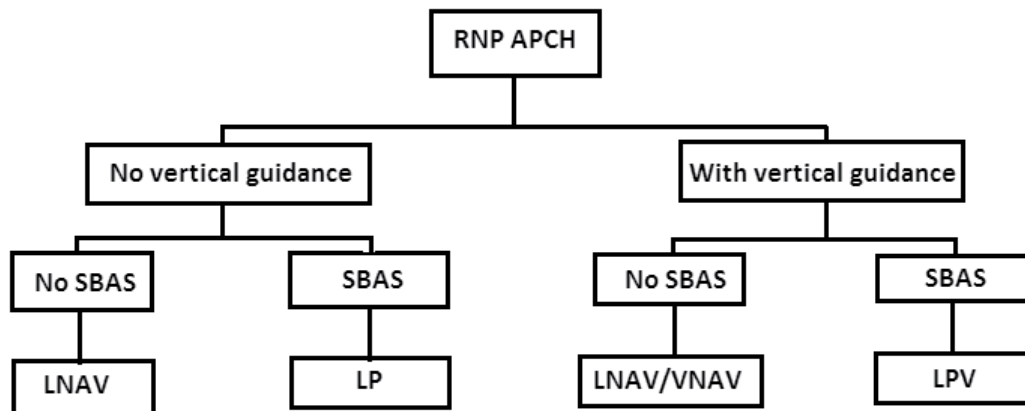 RNP APCH
No vertical guidance
With vertical guidance
No SBAS
SBAS
No SBAS
SBAS
LNAV
LP
LNAV/VNAV
LPV